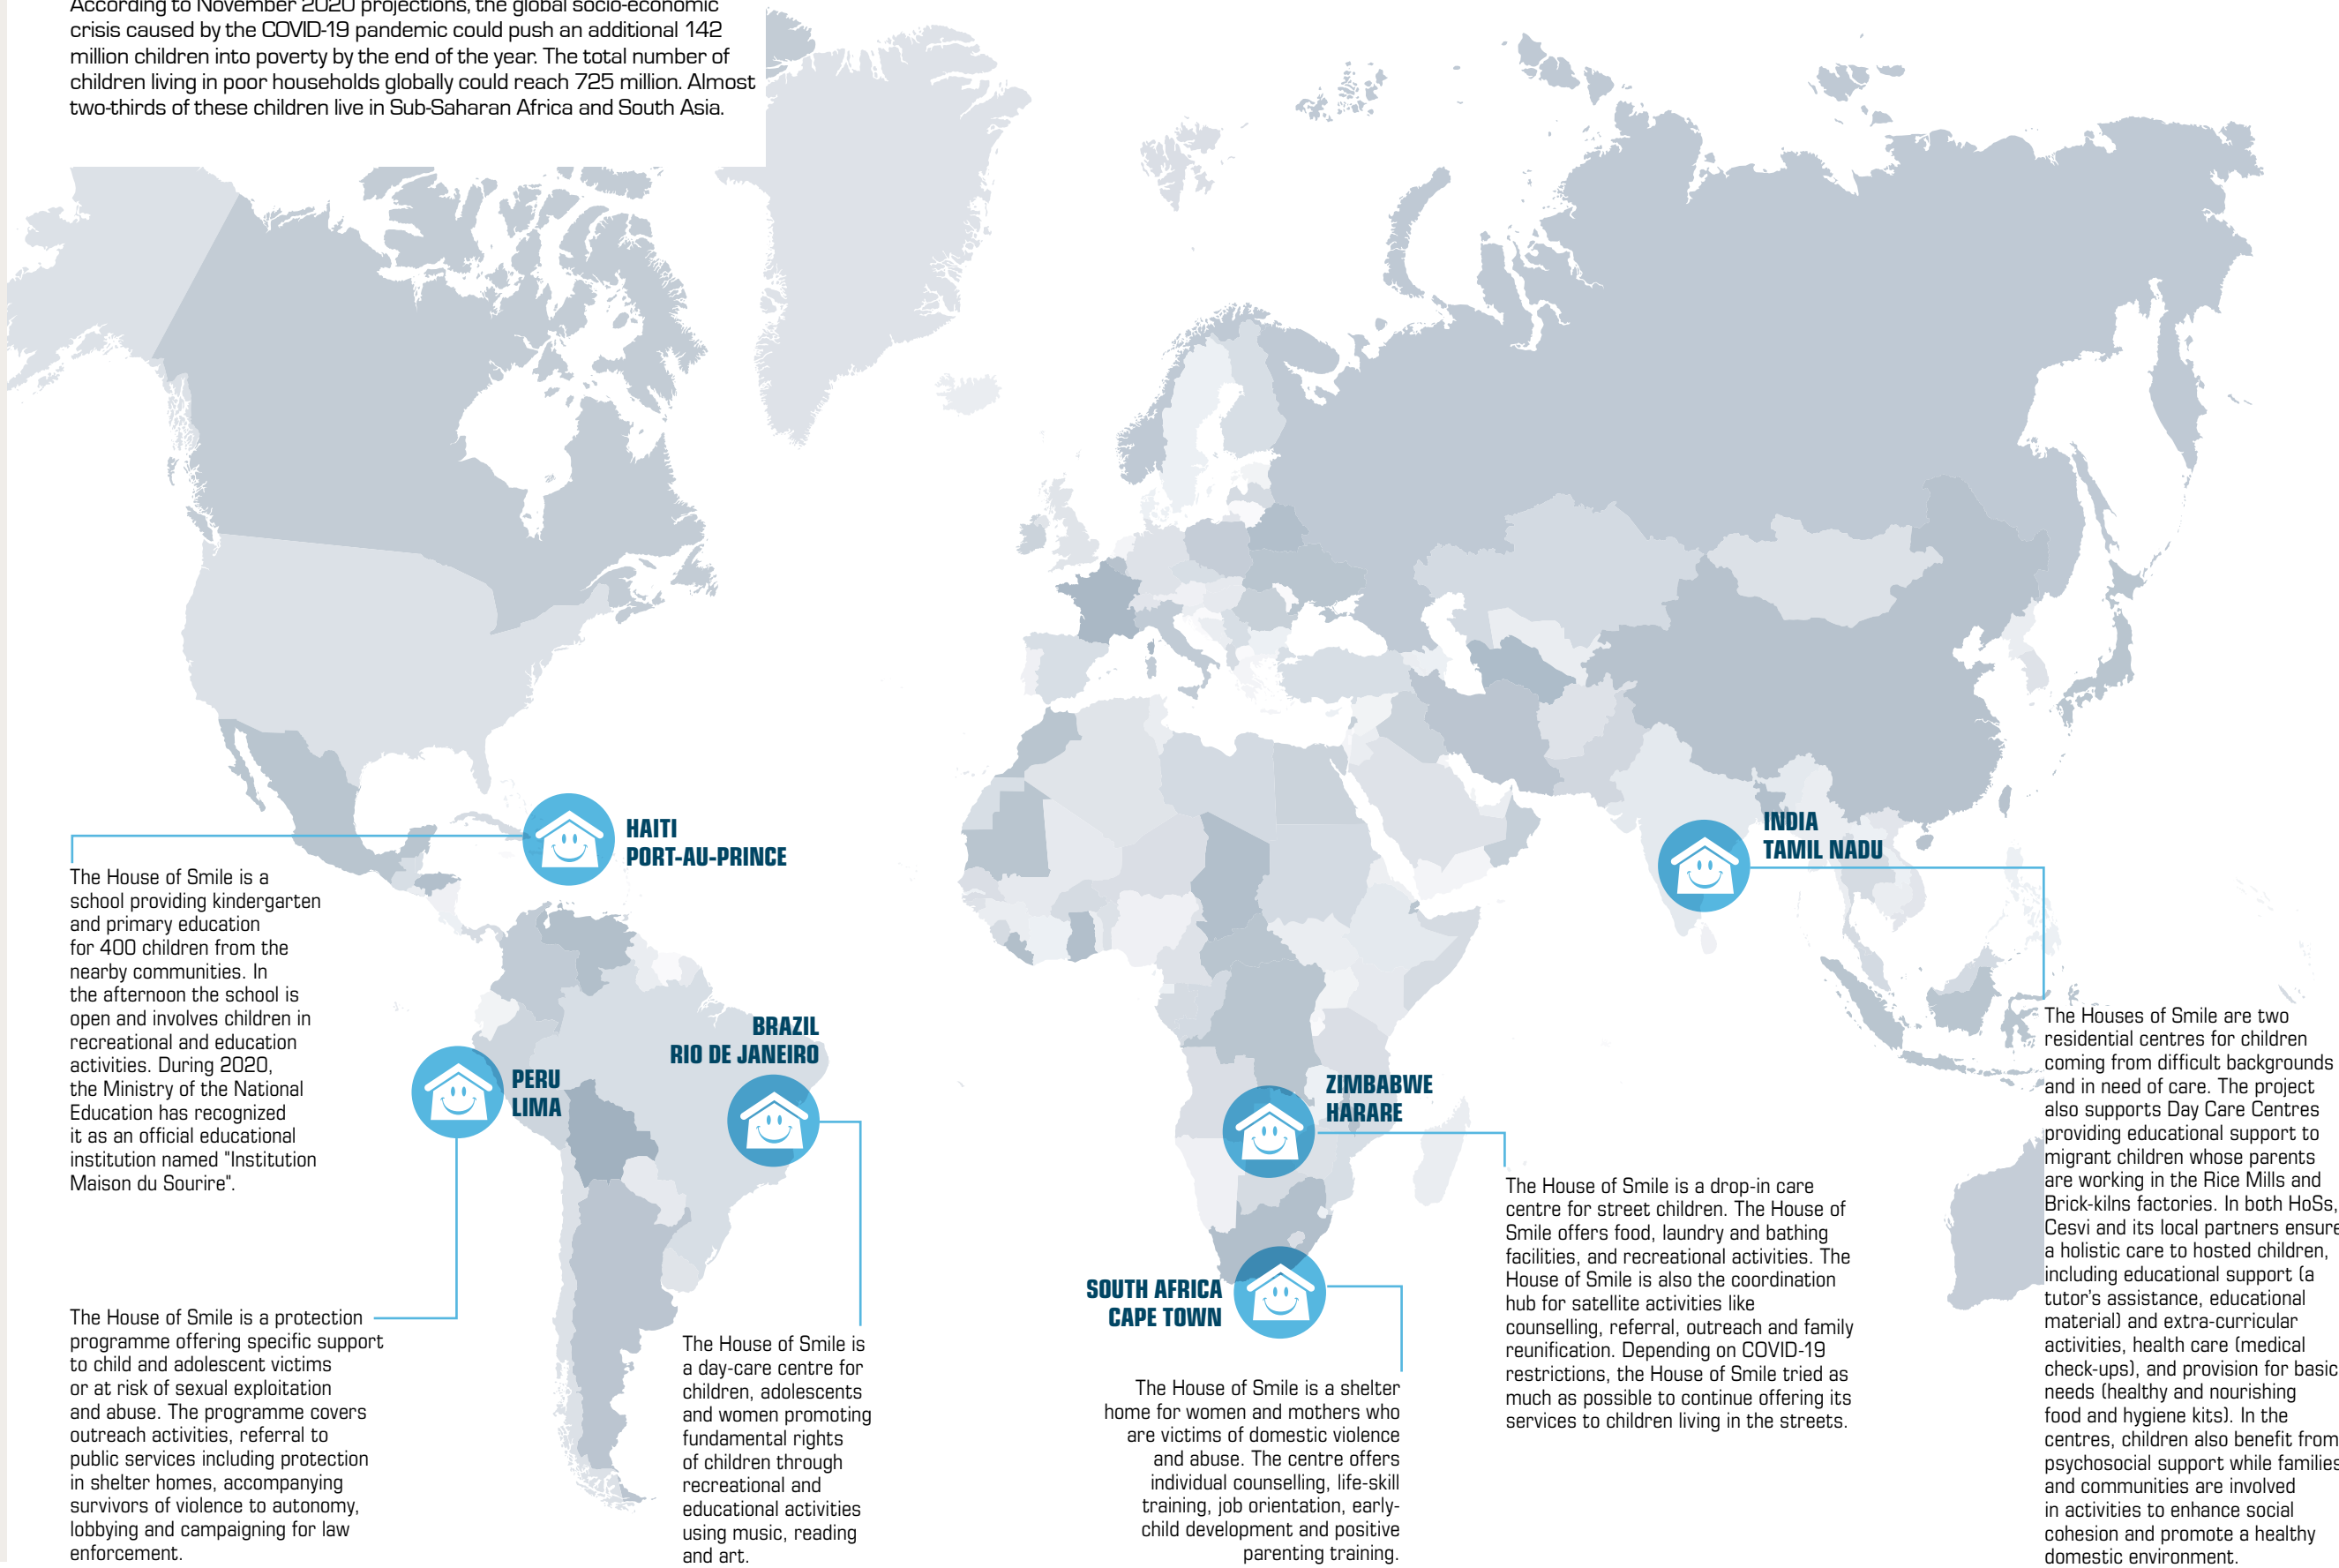 According to November 2020 projections, the global socio-economic
crisis caused by the COVID-19 pandemic could push an additional 142
million children into poverty by the end of the year. The total number of
children living in poor households globally could reach 725 million. Almost
two-thirds of these children live in Sub-Saharan Africa and South Asia.
HAITI
PORT-AU-PRINCE
The House of Smile is a
school providing kindergarten
and primary education
for 400 children from the
nearby communities. In
the afternoon the school is
open and involves children in
recreational and education
activities. During 2020,
the Ministry of the National
Education has recognized
it as an official educational
institution named "Institution
Maison du Sourire".
PERU
LIMA
The House of Smile is a protection
programme offering specific support
to child and adolescent victims
or at risk of sexual exploitation
and abuse. The programme covers
outreach activities, referral to
public services including protection
in shelter homes, accompanying
survivors of violence to autonomy,
lobbying and campaigning for law
enforcement.
BRAZIL
RIO DE JANEIRO
The House of Smile is
a day-care centre for
children, adolescents
and women promoting
fundamental rights
of children through
recreational and
educational activities
using music, reading
and art.
SOUTH AFRICA
CAPE TOWN
The House of Smile is a shelter
home for women and mothers who
are victims of domestic violence
and abuse. The centre offers
individual counselling, life-skill
training, job orientation, early-
child development and positive
parenting training.
ZIMBABWE
HARARE
The House of Smile is a drop-in care
centre for street children. The House of
Smile offers food, laundry and bathing
facilities, and recreational activities. The
House of Smile is also the coordination
hub for satellite activities like
counselling, referral, outreach and family
reunification. Depending on COVID-19
restrictions, the House of Smile tried as
much as possible to continue offering its
services to children living in the streets.
INDIA
TAMIL NADU
The Houses of Smile are two
residential centres for children
coming from difficult backgrounds
and in need of care. The project
also supports Day Care Centres
providing educational support to
migrant children whose parents
are working in the Rice Mills and
Brick-kilns factories. In both HoSs,
Cesvi and its local partners ensure
a holistic care to hosted children,
including educational support (a
tutor's assistance, educational
material) and extra-curricular
activities, health care (medical
check-ups), and provision for basic
needs (healthy and nourishing
food and hygiene kits). In the
centres, children also benefit from
psychosocial support while families
and communities are involved
in activities to enhance social
cohesion and promote a healthy
domestic environment.